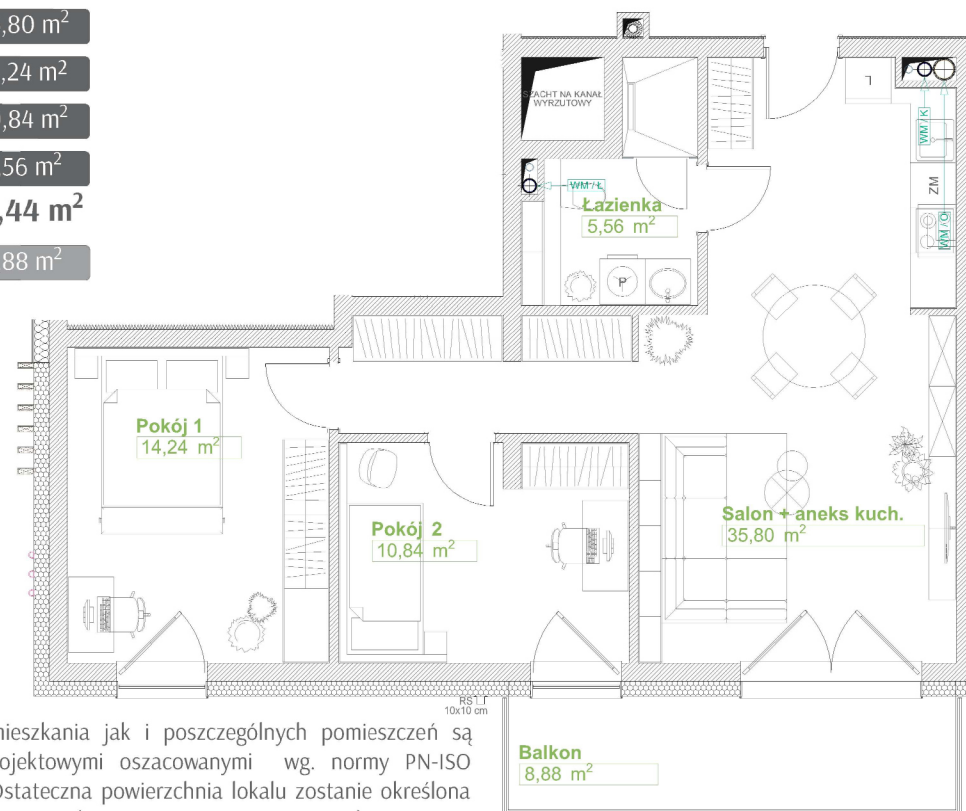 ,80 m²
,24 m²
,84 m²
56 m²
,44 m²
88 m²
SZACHT NA KANAŁ
WYRZUTOWY
L
WM / K
ZM
WM / O
WM / Ł
Łazienka
5,56 m²
P
Pokój 1
14,24 m²
Pokój 2
10,84 m²
Salon + aneks kuch.
35,80 m²
RS
10x10 cm
mieszkania jak i poszczególnych pomieszczeń są
ojektowymi oszacowanymi wg. normy PN-ISO
Ostateczna powierzchnia lokalu zostanie określona
Balkon
8,88 m²